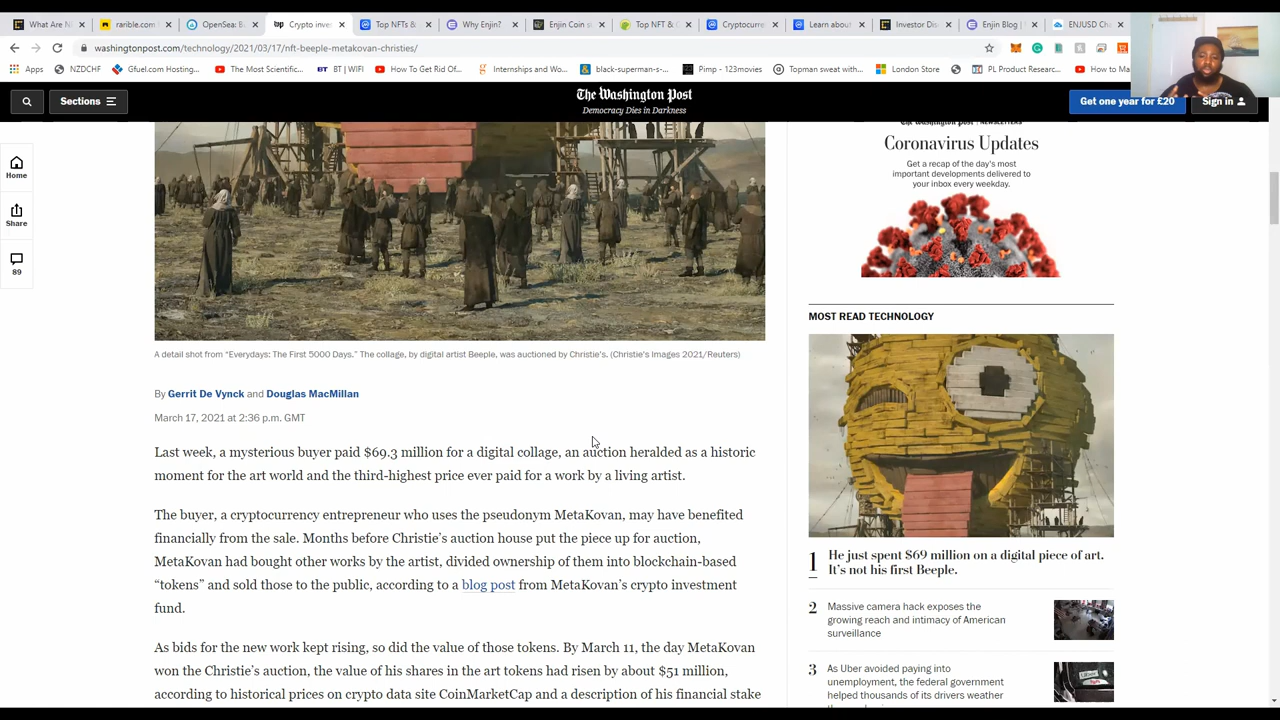 What Are NF
rarible.com
OpenSea: B
Crypto inve
Top NFTs &
Why Enjin?
Enjin Coin
Top NFT & C
Cryptocurre
Learn about
Investor Dis
Enjin Blog |
ENJUSD Cha
washingtonpost.com/technology/2021/03/17/nft-beeple-metakovan-christies/
Apps
NZDCHF
Gfuel.com Hosting...
The Most Scientific...
BT | WIFI
How To Get Rid Of...
Internships and Wo...
black-superman-s-...
Pimp - 123movies
Topman sweat with...
London Store
PL Product Researc...
How to Ma
Sections
The Washington Post
Democracy Dies in Darkness
Get one year for £20
Sign in
Home
Share
89
The Washington Post | NEWSLETTERS
Coronavirus Updates
Get a recap of the day's most
important developments delivered to
your inbox every weekday.
A detail shot from “Everydays: The First 5000 Days.” The collage, by digital artist Beeple, was auctioned by Christie’s. (Christie's Images 2021/Reuters)
By Gerrit De Vynck and Douglas MacMillan
March 17, 2021 at 2:36 p.m. GMT
Last week, a mysterious buyer paid $69.3 million for a digital collage, an auction heralded as a historic
moment for the art world and the third-highest price ever paid for a work by a living artist.
The buyer, a cryptocurrency entrepreneur who uses the pseudonym MetaKovan, may have benefited
financially from the sale. Months before Christie’s auction house put the piece up for auction,
MetaKovan had bought other works by the artist, divided ownership of them into blockchain-based
“tokens” and sold those to the public, according to a blog post from MetaKovan’s crypto investment
fund.
As bids for the new work kept rising, so did the value of those tokens. By March 11, the day MetaKovan
won the Christie’s auction, the value of his shares in the art tokens had risen by about $51 million,
according to historical prices on crypto data site CoinMarketCap and a description of his financial stake
MOST READ TECHNOLOGY
1
He just spent $69 million on a digital piece of art.
It’s not his first Beeple.
2
Massive camera hack exposes the
growing reach and intimacy of American
surveillance
3
As Uber avoided paying into
unemployment, the federal government
helped thousands of its drivers weather